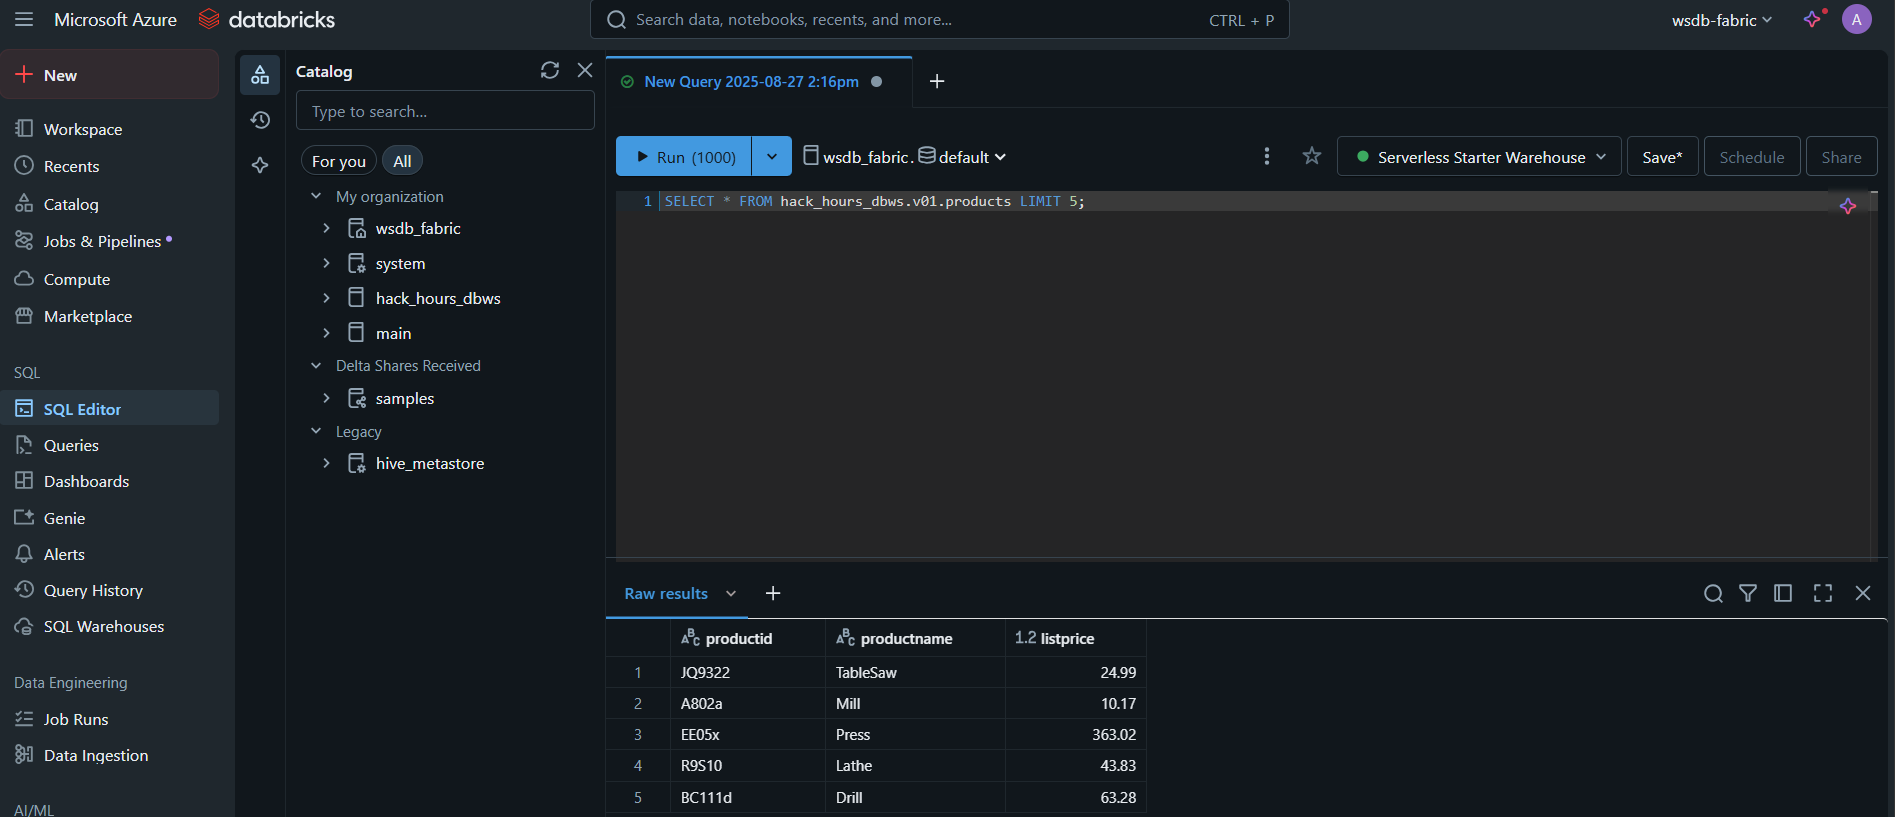 Microsoft Azure databricks
Search data, notebooks, recents, and more... CTRL + P
wsdb-fabric
A
New
Workspace
Recents
Catalog
Jobs & Pipelines
Compute
Marketplace
SQL
SQL Editor
Queries
Dashboards
Genie
Alerts
Query History
SQL Warehouses
Data Engineering
Job Runs
Data Ingestion
AI/ML
Catalog
Type to search...
For you All
My organization
wsdb_fabric
system
hack_hours_dbws
main
Delta Shares Received
samples
Legacy
hive_metastore
New Query 2025-08-27 2:16pm
Run (1000) wsdb_fabric. default
Serverless Starter Warehouse Save* Schedule Share
1 SELECT * FROM hack_hours_dbws.v01.products LIMIT 5;
Raw results
ABC productid ABC productname 1.2 listprice
1 JQ9322 TableSaw 24.99
2 A802a Mill 10.17
3 EE05x Press 363.02
4 R9S10 Lathe 43.83
5 BC111d Drill 63.28